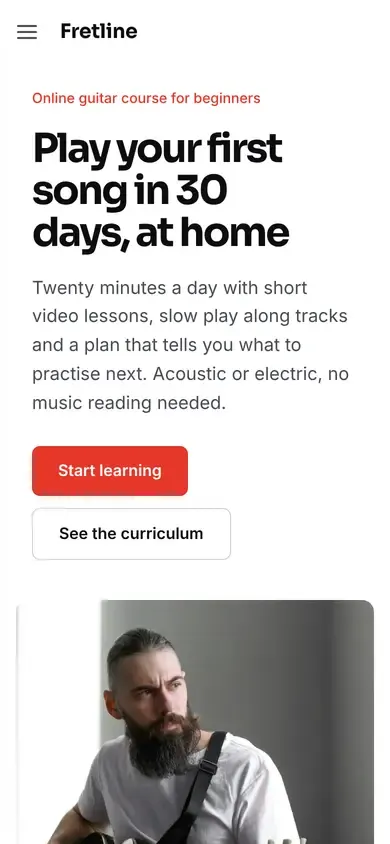 Fretline
Online guitar course for beginners
Play your first
song in 30
days, at home
Twenty minutes a day with short
video lessons, slow play along tracks
and a plan that tells you what to
practise next. Acoustic or electric, no
music reading needed.
Start learning
See the curriculum